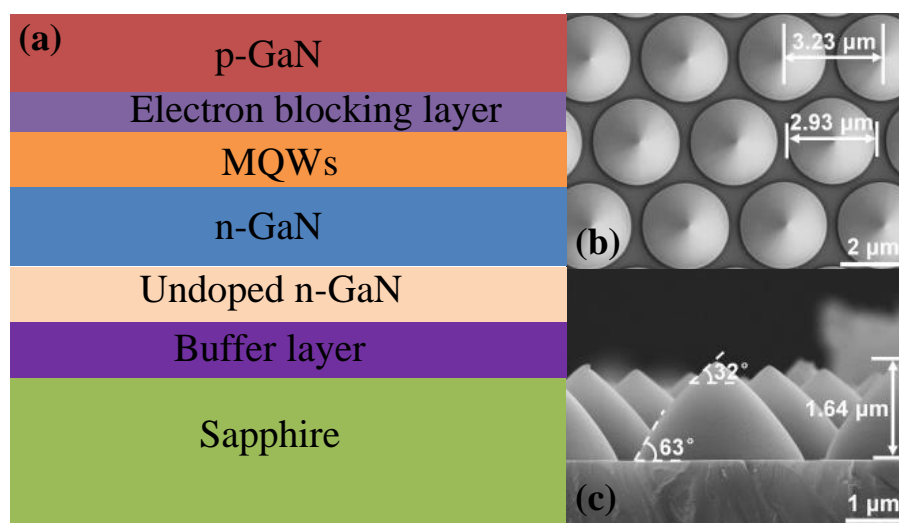 (a)
p-GaN
Electron blocking layer
MQWs
n-GaN
Undoped n-GaN
Buffer layer
Sapphire
3.23 μm
2.93 μm
(b)
2 μm
32°
1.64 μm
63°
(c)
1 μm